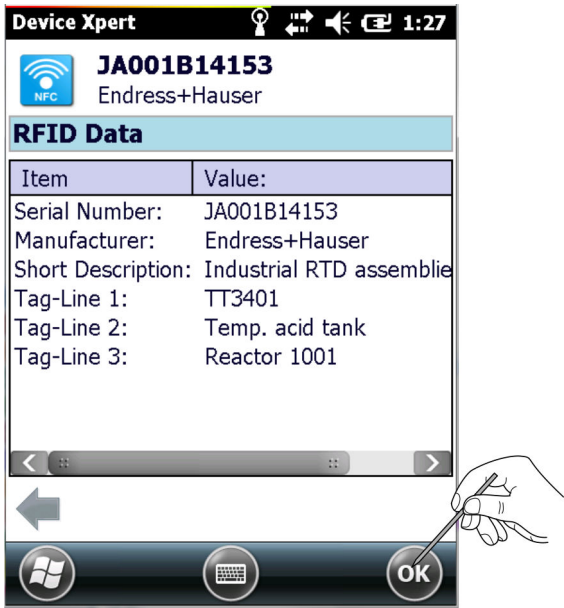 Device Xpert 1:27
JA001B14153
Endress+Hauser
NFC
RFID Data
Item Value:
Serial Number: JA001B14153
Manufacturer: Endress+Hauser
Short Description: Industrial RTD assemblie
Tag-Line 1: TT3401
Tag-Line 2: Temp. acid tank
Tag-Line 3: Reactor 1001
OK